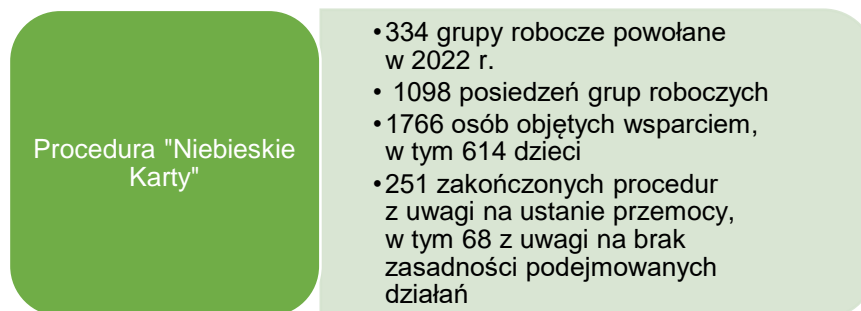 Procedura "Niebieskie
Karty"
•334 grupy robocze powołane
w 2022 r.
• 1098 posiedzeń grup roboczych
•1766 osób objętych wsparciem,
w tym 614 dzieci
•251 zakończonych procedur
z uwagi na ustanie przemocy,
w tym 68 z uwagi na brak
zasadności podejmowanych
działań